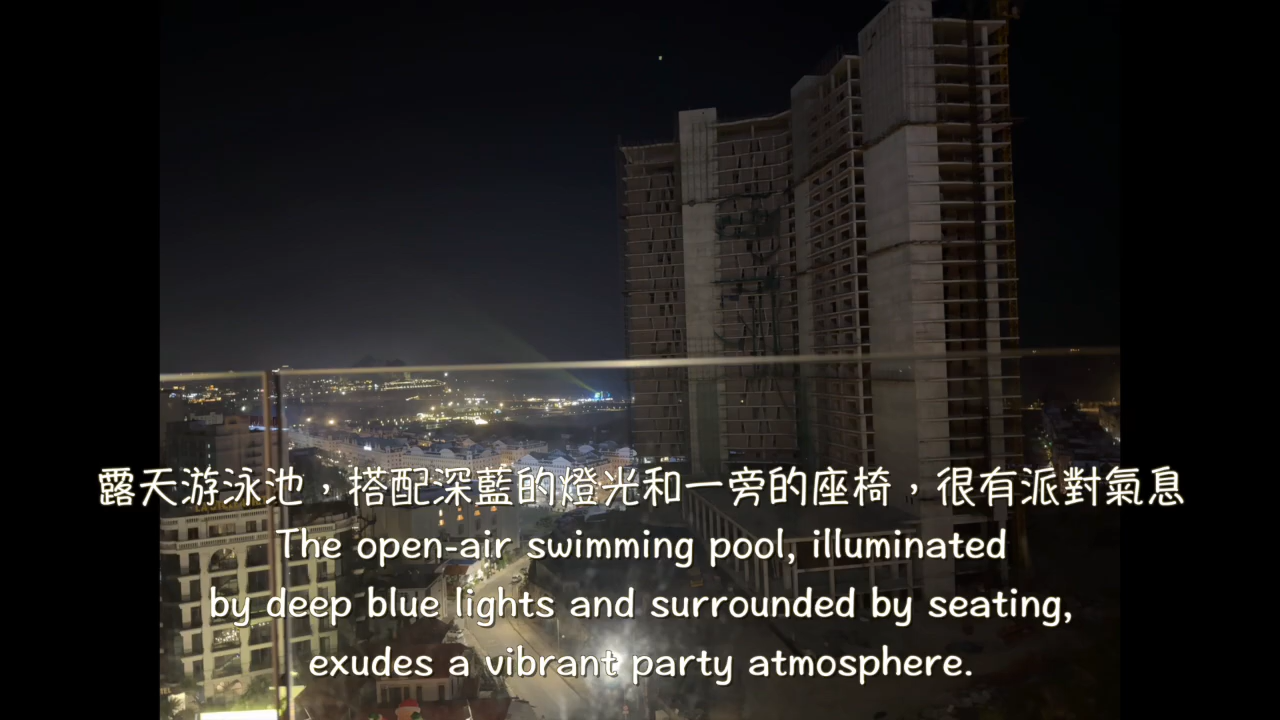 露天游泳池，搭配深藍的燈光和一旁的座椅，很有派對氣息
The open-air swimming pool, illuminated
by deep blue lights and surrounded by seating,
exudes a vibrant party atmosphere.